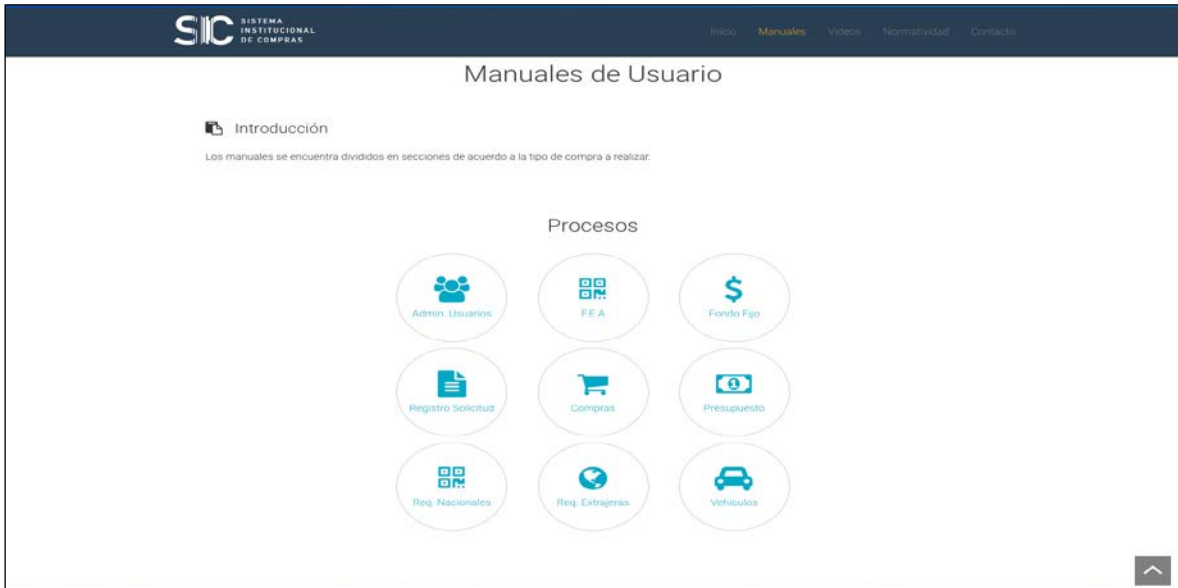 SIC SISTEMA
INSTITUCIONAL
DE COMPRAS
Inicio Manuales Videos Normatividad Contacto
Manuales de Usuario
Introducción
Los manuales se encuentra divididos en secciones de acuerdo a la tipo de compra a realizar.
Procesos
Admin. Usuarios F.E.A Fondo Fijo
Registro Solicitud Compras Presupuesto
Req. Nacionales Req. Extrajeras Vehículos